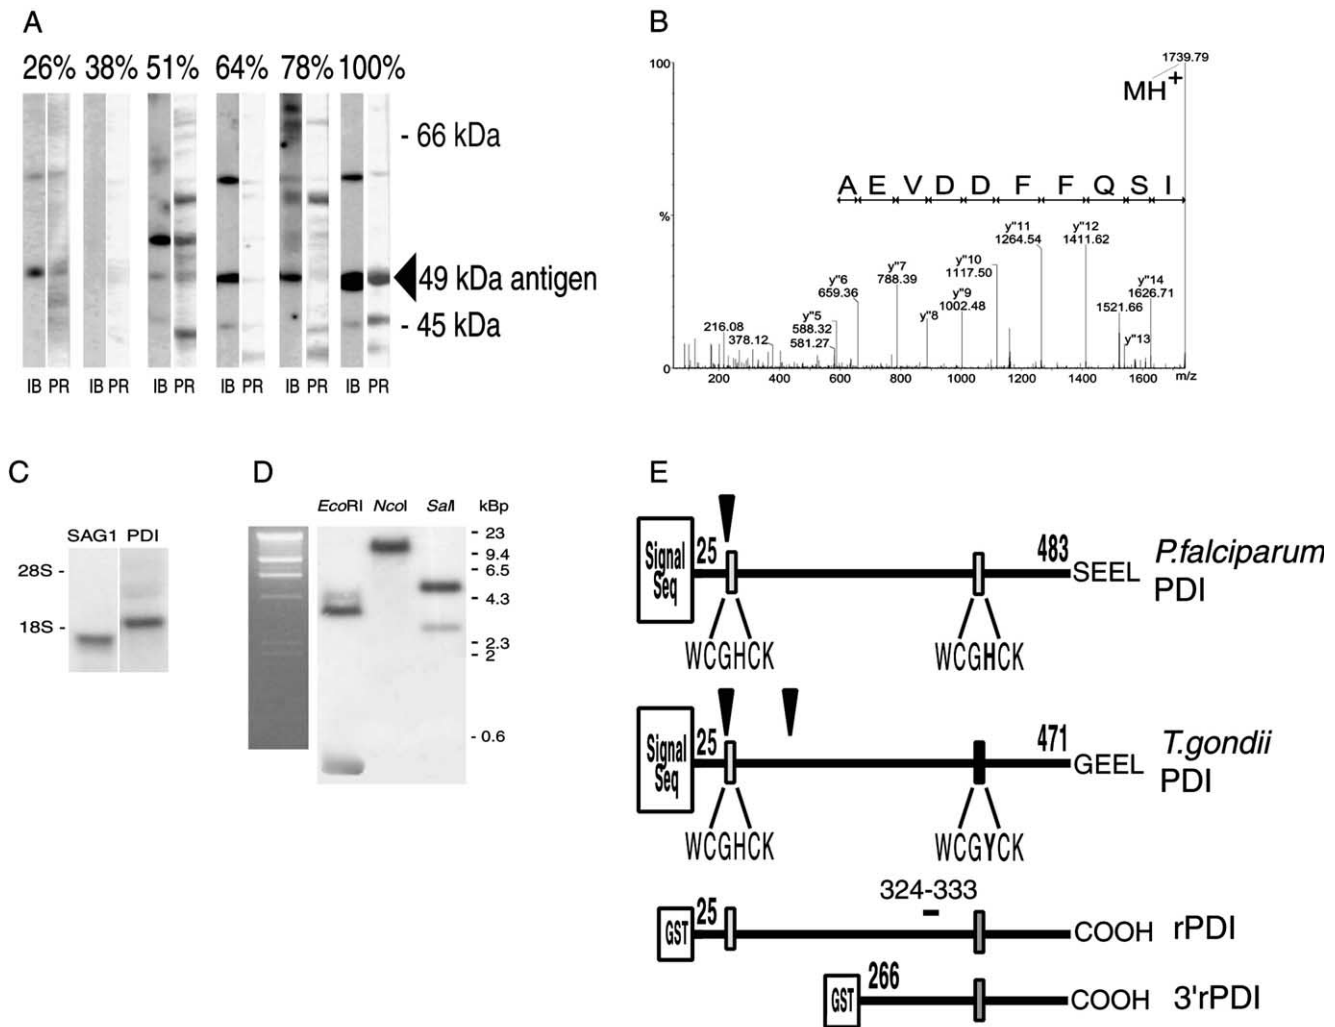 A
26% 38% 51% 64% 78% 100%
- 66 kDa
49 kDa antigen
- 45 kDa
IB PR IB PR IB PR IB PR IB PR IB PR
B
100
%
0
1739.79
MH+
A E V D D F F Q S I
y"11
1264.54
y"12
1411.62
y"10
1117.50
y"7
788.39
y"6
659.36
y"9
1002.48
y"14
1626.71
y"5
588.32
581.27
y"8
1521.66
y"13
216.08
378.12
200 400 600 800 1000 1200 1400 1600 m/z
C
SAG1 PDI
28S -
18S -
D
EcoRI NcoI SalI kBp
- 23
- 9.4
- 6.5
- 4.3
- 2.3
- 2
- 0.6
E
Signal Seq
25
483
SEEL
P.falciparum PDI
WCGHCK
WCGHCK
Signal Seq
25
471
GEEL
T.gondii PDI
WCGHCK
WCGYCK
324-333
GST
25
COOH
rPDI
GST
266
COOH
3'rPDI